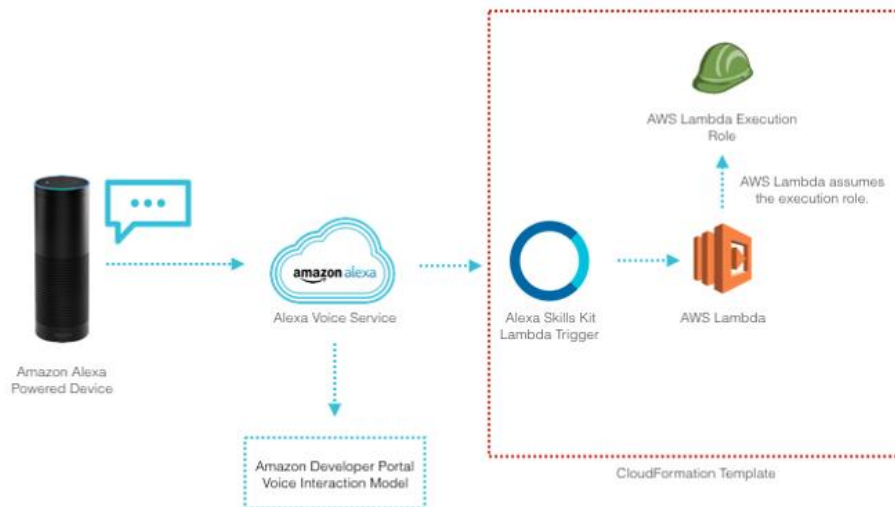 AWS Lambda Execution
Role
AWS Lambda assumes
the execution role.
amazon alexa
Alexa Voice Service
Alexa Skills Kit
Lambda Trigger
AWS Lambda
Amazon Alexa
Powered Device
Amazon Developer Portal
Voice Interaction Model
CloudFormation Template